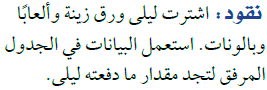 نقود: اشترت ليلى ورق زينة وألعابًا
وبالونات. استعمل البيانات في الجدول
المرفق لتجد مقدار ما دفعته ليلى.